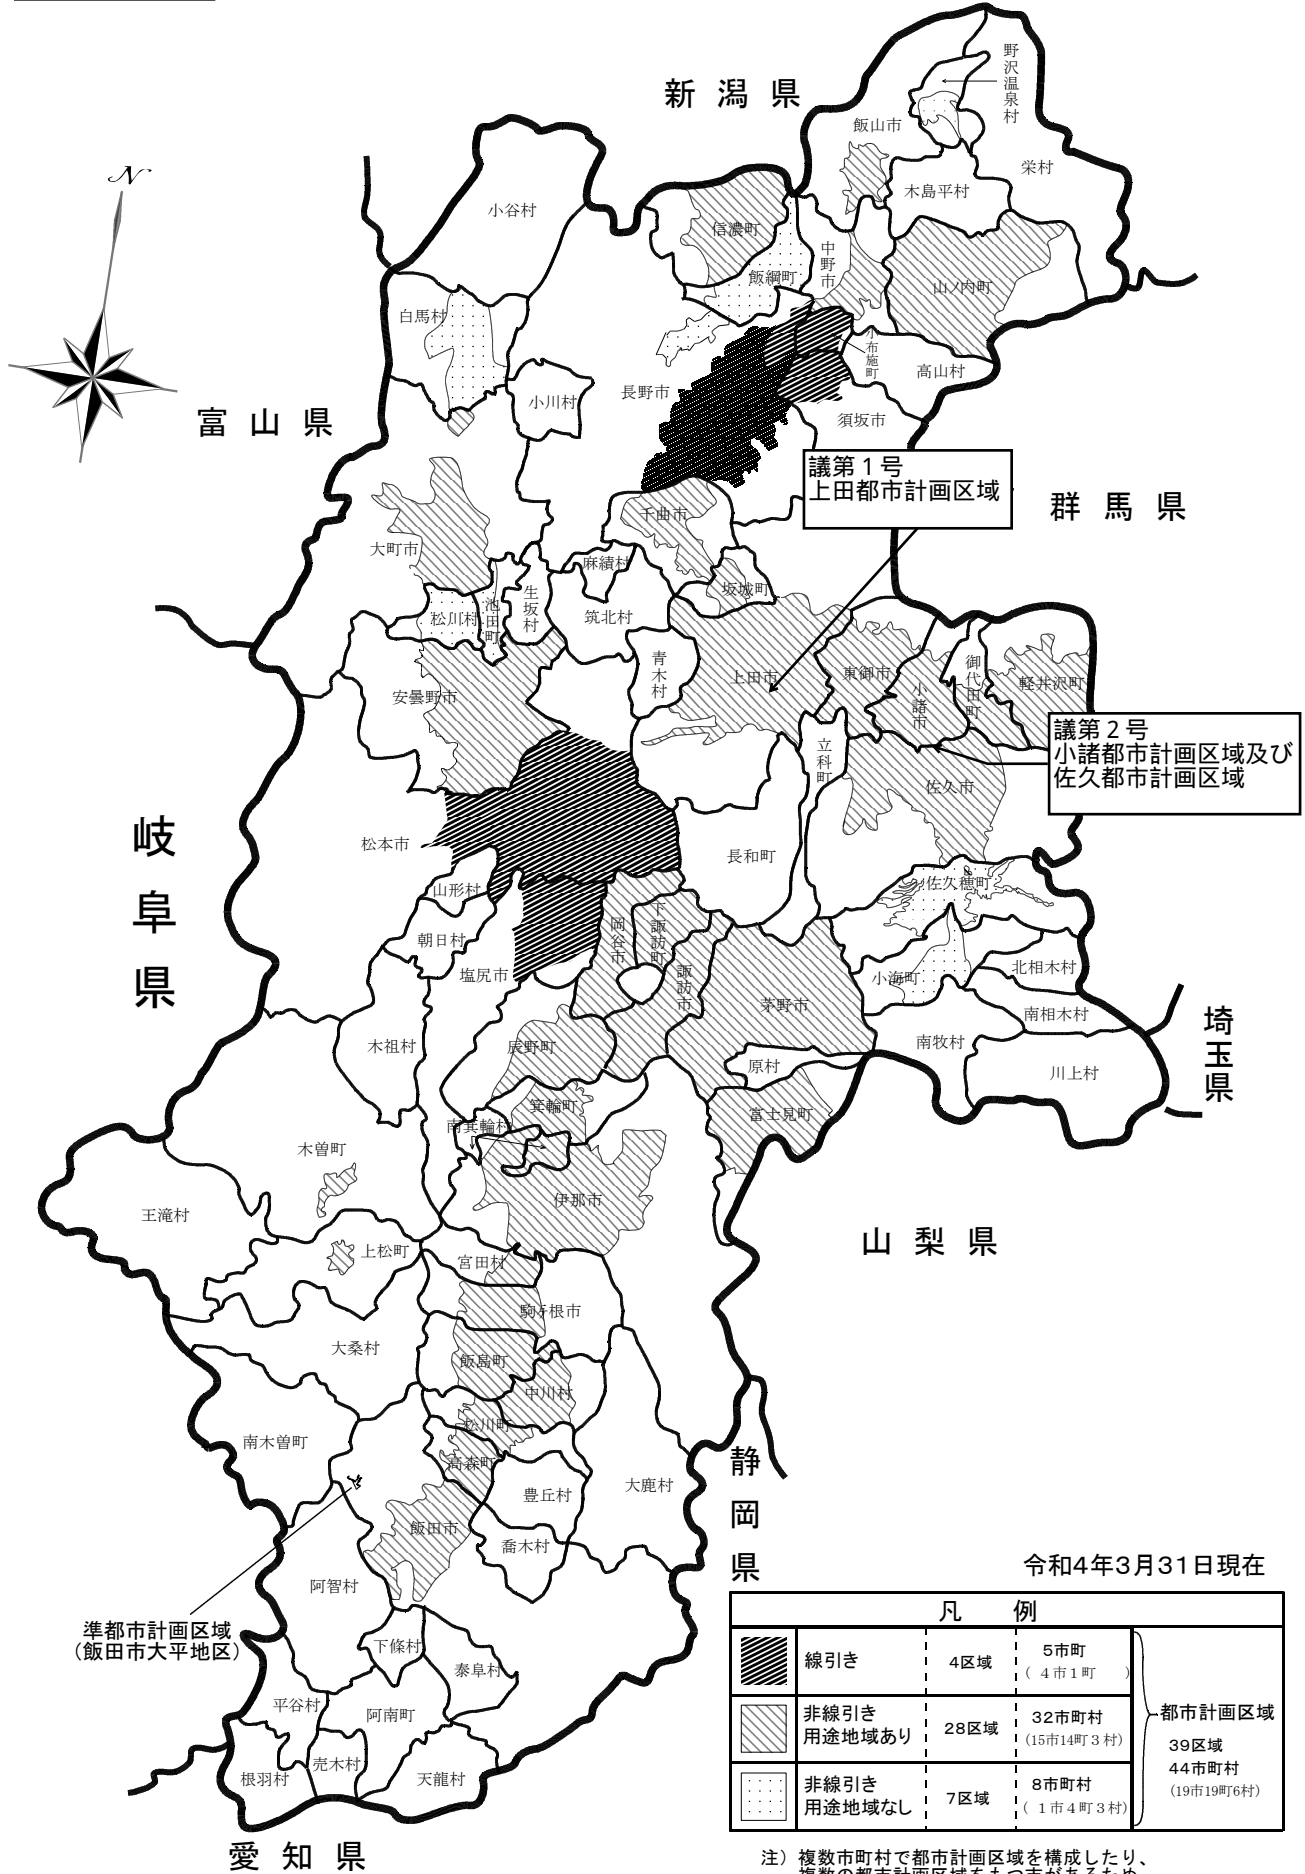 新潟県
野沢温泉村
飯山市
栄村
木島平村
N
小谷村
信濃町
中野市
飯綱町
山ノ内町
白馬村
小布施町
高山村
小川村
長野市
須坂市
富山県
議第1号
上田都市計画区域
群馬県
千曲市
大町市
麻績村
坂城町
生坂村
池田町
松川村
筑北村
青木村
上田市
東御市
小諸市
御代田町
軽井沢町
安曇野市
議第2号
小諸都市計画区域及び
佐久都市計画区域
立科町
佐久市
岐阜県
松本市
長和町
山形村
佐久穂町
朝日村
岡谷市
下諏訪町
諏訪市
塩尻市
小海町
北相木村
茅野市
南相木村
埼玉県
木祖村
辰野町
南牧村
原村
川上村
箕輪町
富士見町
南箕輪村
木曽町
伊那市
王滝村
山梨県
上松町
宮田村
駒ヶ根市
大桑村
飯島町
中川村
松川町
南木曽町
高森町
静岡県
大鹿村
豊丘村
飯田市
喬木村
阿智村
準都市計画区域
(飯田市大平地区)
下條村
泰阜村
平谷村
阿南町
売木村
根羽村
天龍村
愛知県
令和4年3月31日現在
凡 例
線引き 4区域 5市町
( 4市1町 )
非線引き
用途地域あり 28区域 32市町村
(15市14町3村)
非線引き
用途地域なし 7区域 8市町村
( 1市4町3村)
都市計画区域
39区域
44市町村
(19市19町6村)
注) 複数市町村で都市計画区域を構成したり、
複数の都市計画区域をもつ市があるため、